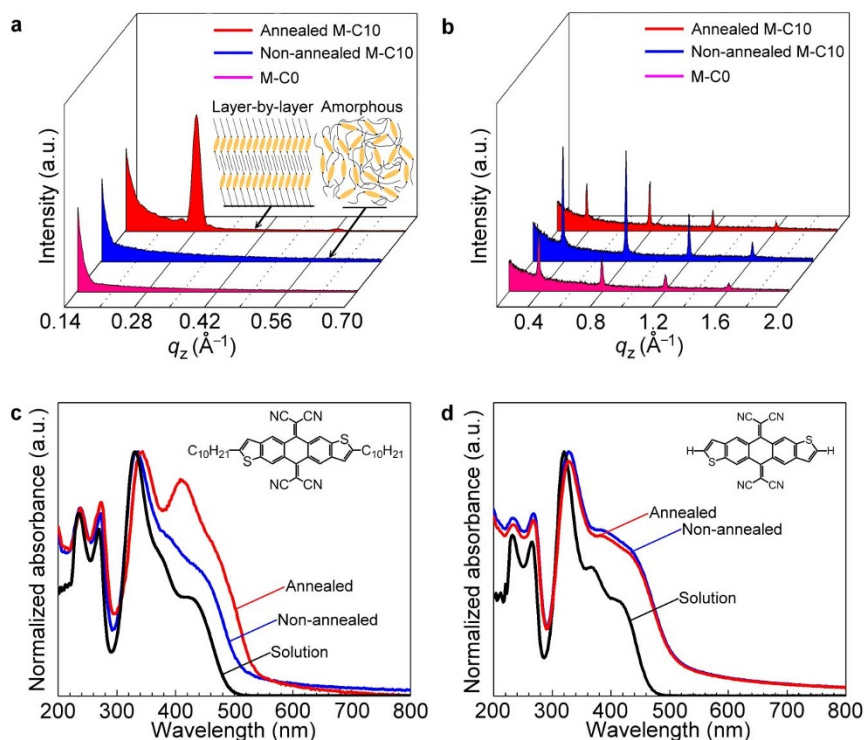 a
Annealed M-C10
Non-annealed M-C10
M-C0
Layer-by-layer
Amorphous
Intensity (a.u.)
0.14
0.28
0.42
0.56
0.70
qz (Å−1)
b
Annealed M-C10
Non-annealed M-C10
M-C0
Intensity (a.u.)
0.4
0.8
1.2
1.6
2.0
qz (Å−1)
c
NC
CN
S
C10H21
C10H21
S
NC
CN
Annealed
Non-annealed
Solution
Normalized absorbance (a.u.)
200
300
400
500
600
700
800
Wavelength (nm)
d
NC
CN
S
H
H
S
NC
CN
Annealed
Non-annealed
Solution
Normalized absorbance (a.u.)
200
300
400
500
600
700
800
Wavelength (nm)